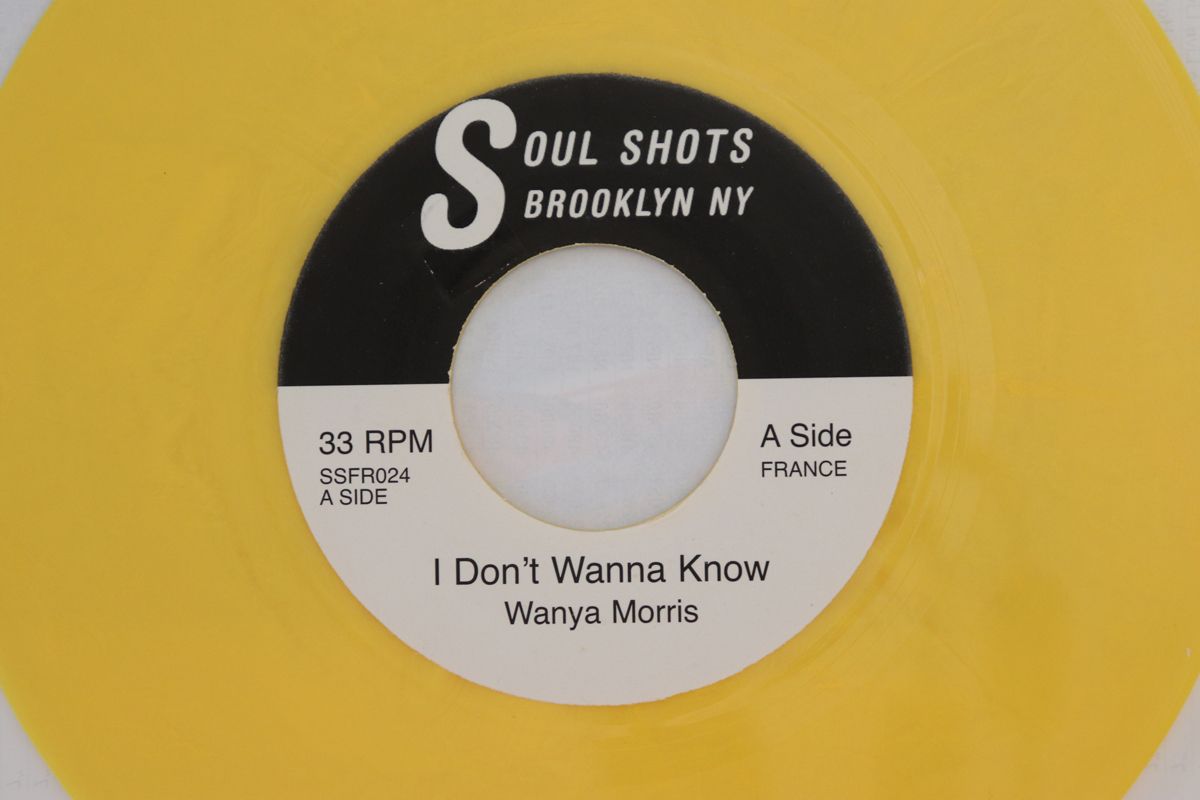 SOUL SHOTS
BROOKLYN NY
33 RPM
SSFR024
A SIDE
A Side
FRANCE
I Don't Wanna Know
Wanya Morris